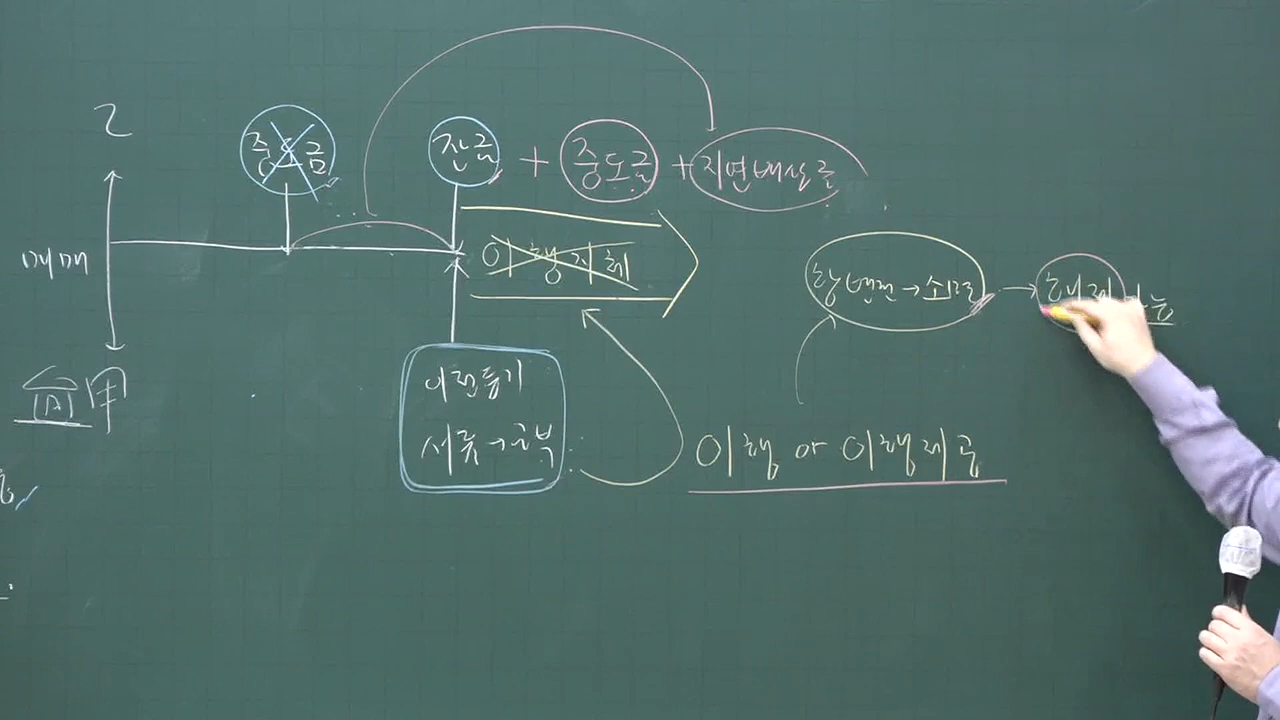 乙
중도금
잔금 + 중도금 + 지연배상금
매매
이행지체
항변권→소멸 → 해제가능
甲
이전등기
서류→교부
이행 or 이행제공